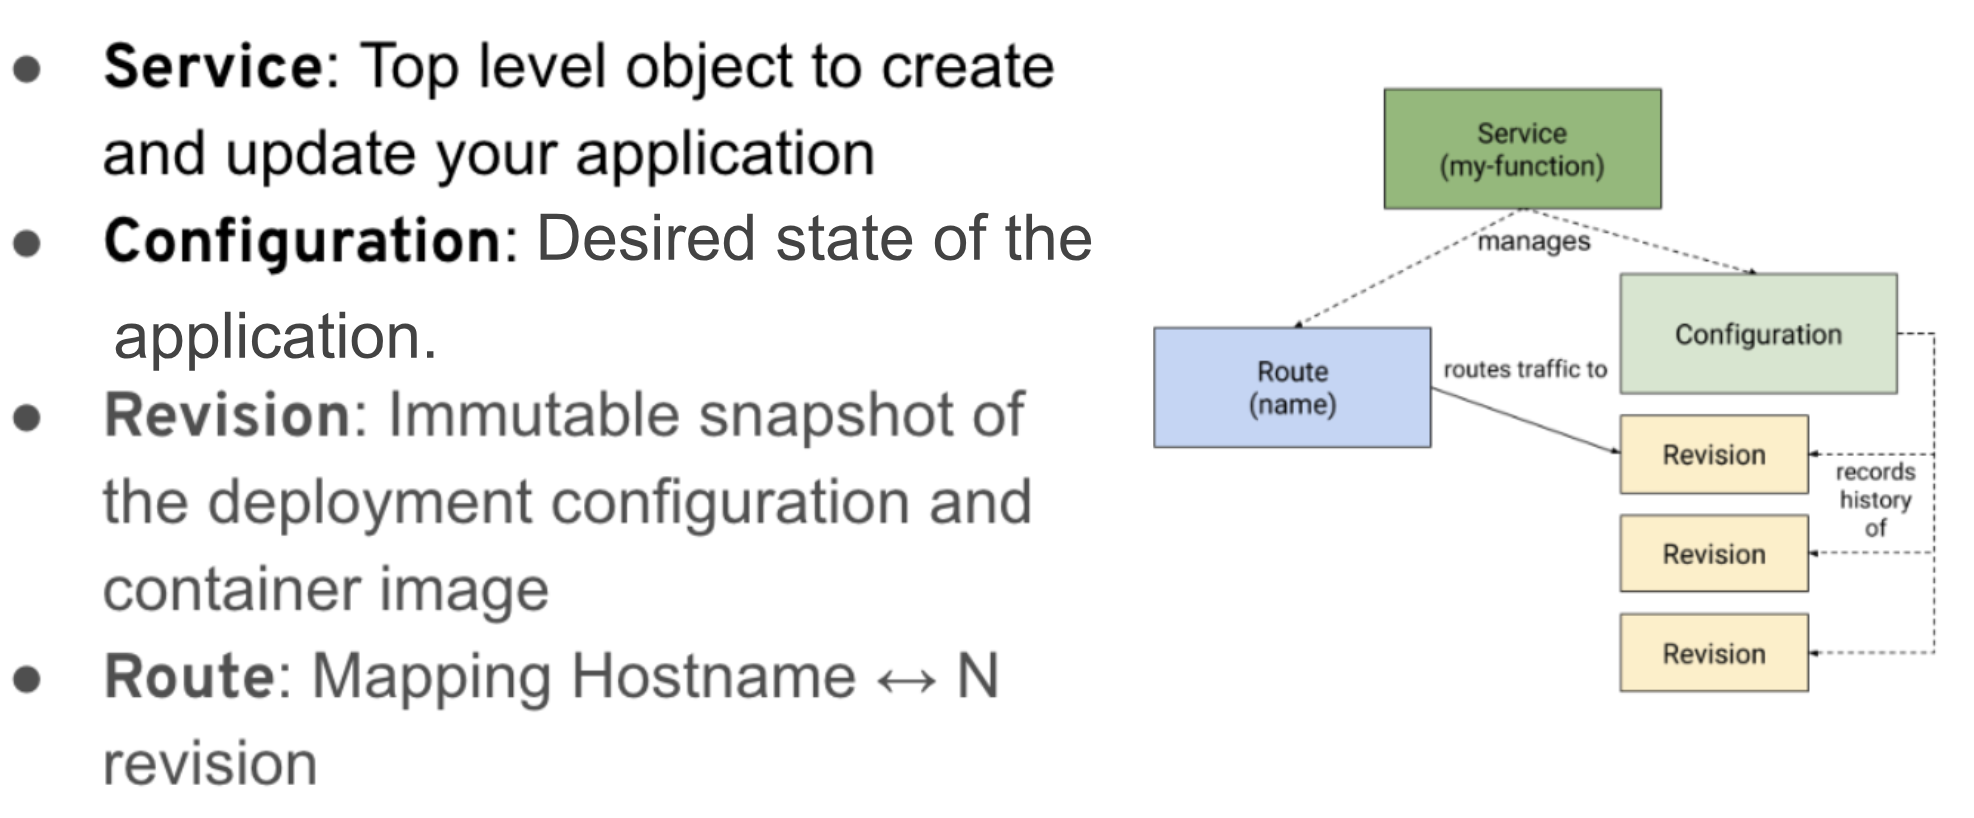 ● Service: Top level object to create
and update your application
● Configuration: Desired state of the
application.
● Revision: Immutable snapshot of
the deployment configuration and
container image
● Route: Mapping Hostname ↔ N
revision
Service
(my-function)
manages
Configuration
Route
(name)
routes traffic to
Revision
records
history
of
Revision
Revision